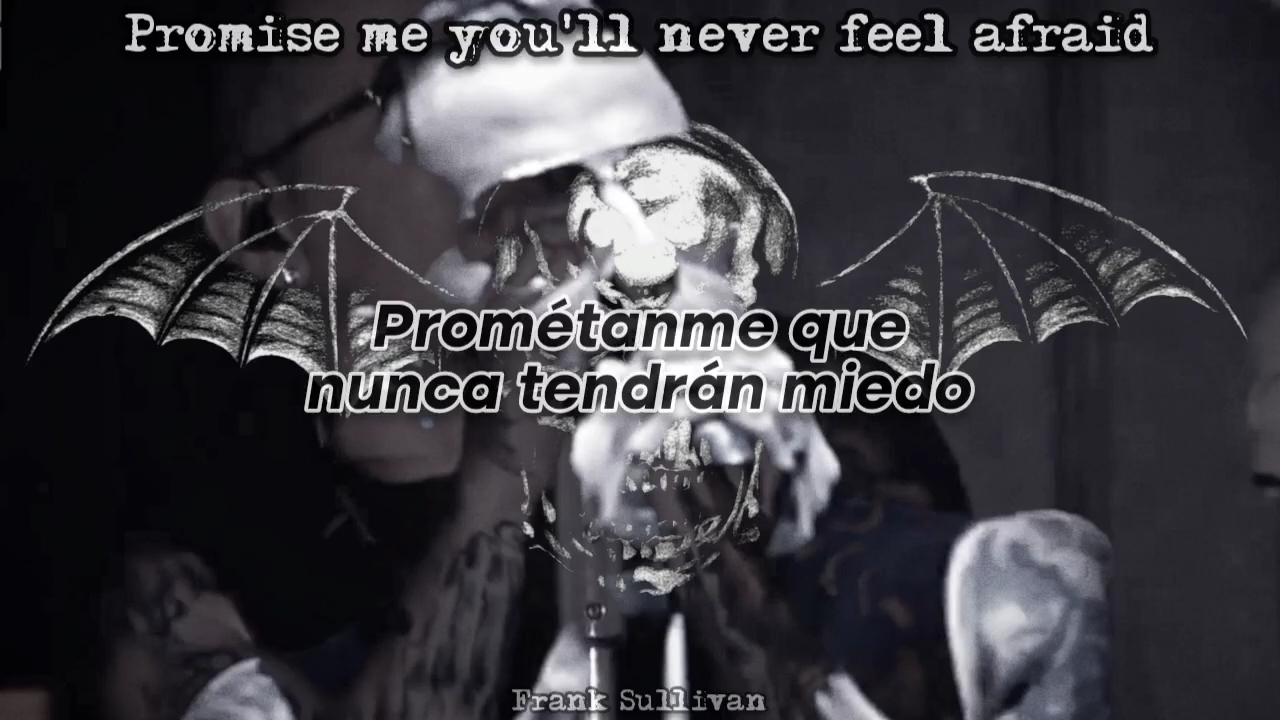 Promise me you'll never feel afraid
Prométanme que
nunca tendrán miedo
Frank Sullivan